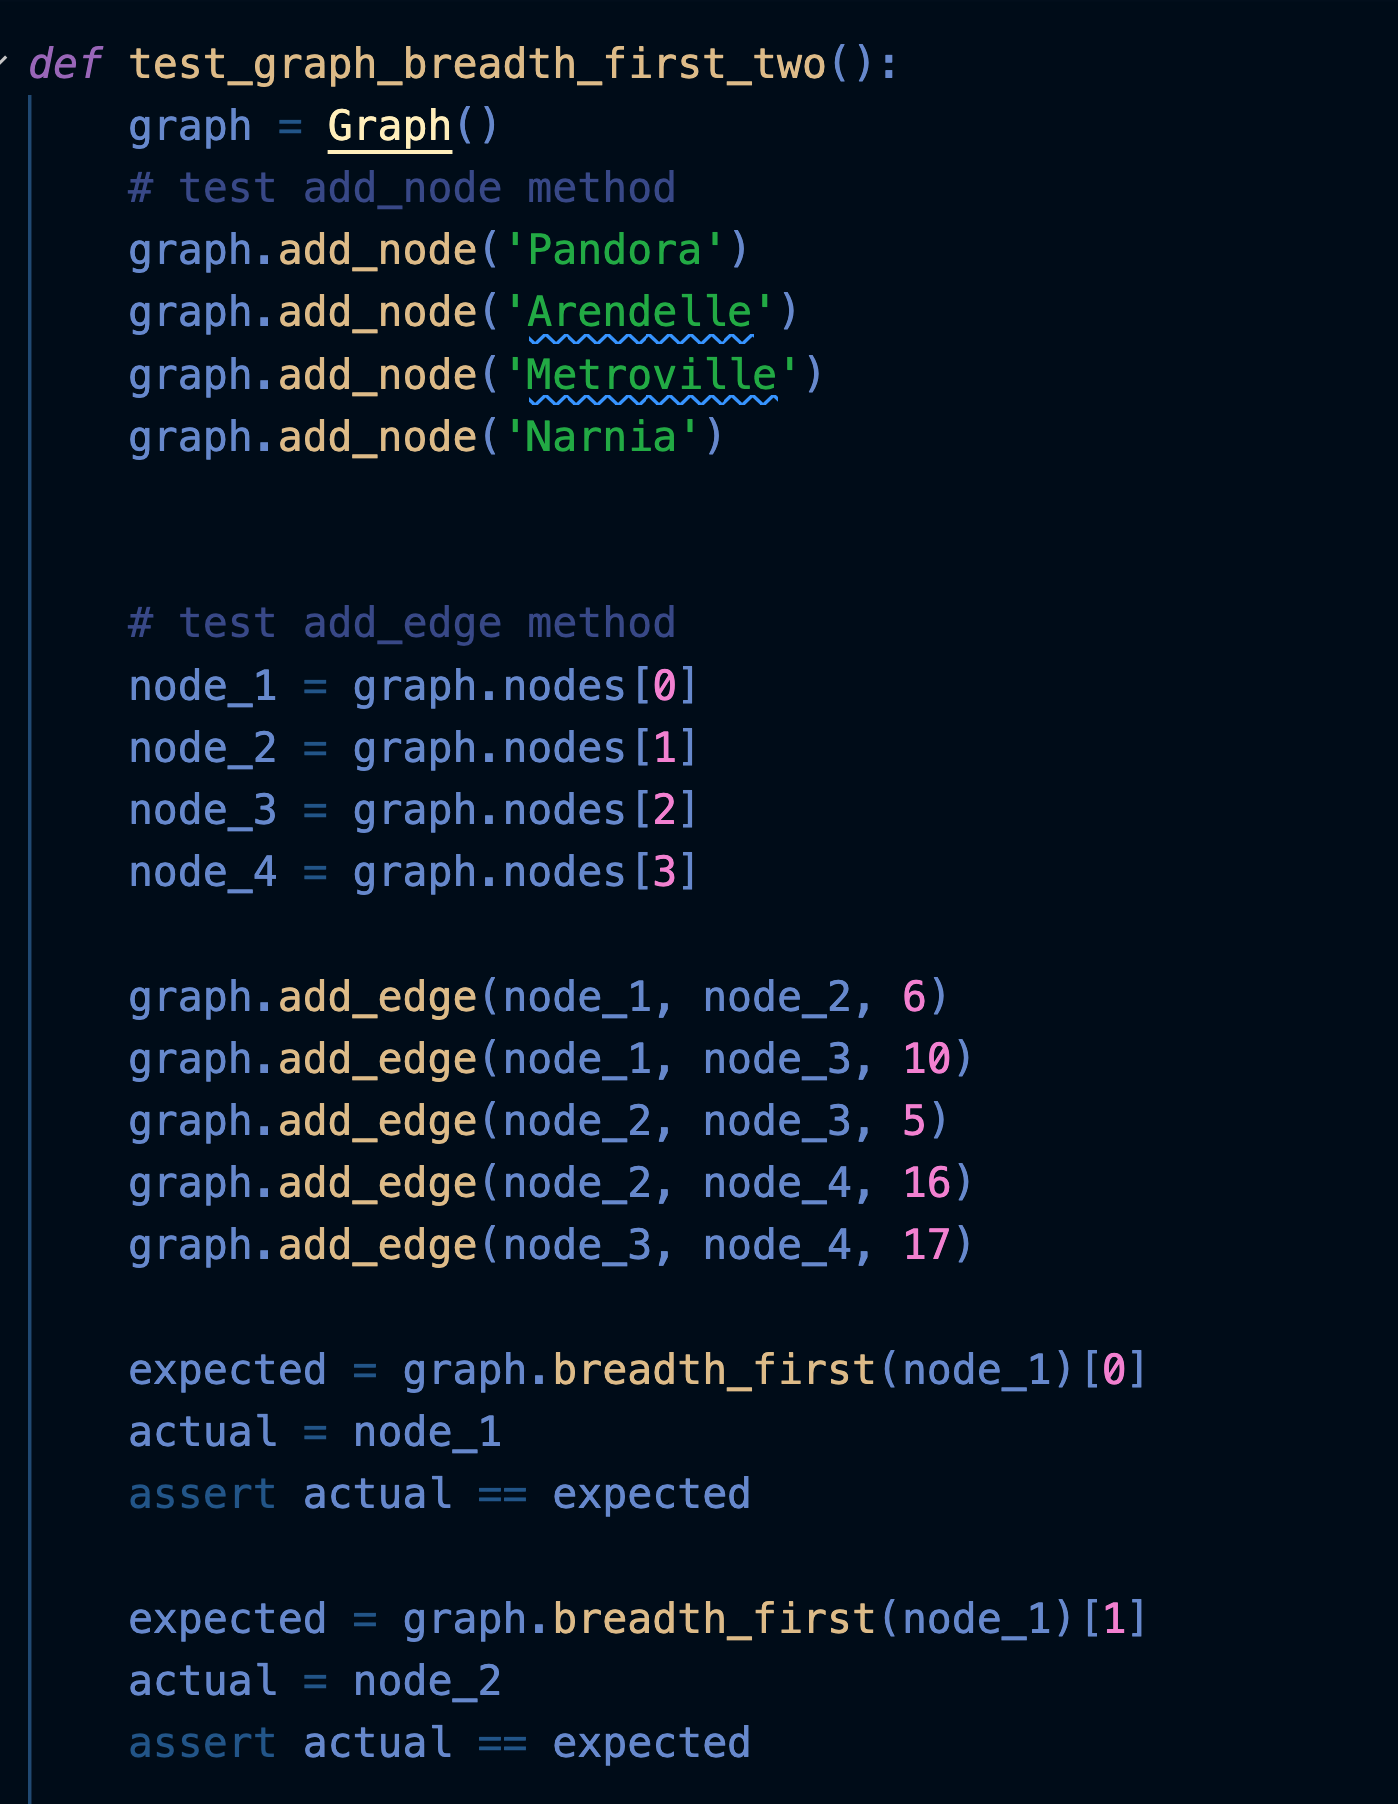 def test_graph_breadth_first_two():
graph = Graph()
# test add_node method
graph.add_node('Pandora')
graph.add_node('Arendelle')
graph.add_node('Metroville')
graph.add_node('Narnia')
# test add_edge method
node_1 = graph.nodes[0]
node_2 = graph.nodes[1]
node_3 = graph.nodes[2]
node_4 = graph.nodes[3]
graph.add_edge(node_1, node_2, 6)
graph.add_edge(node_1, node_3, 10)
graph.add_edge(node_2, node_3, 5)
graph.add_edge(node_2, node_4, 16)
graph.add_edge(node_3, node_4, 17)
expected = graph.breadth_first(node_1)[0]
actual = node_1
assert actual == expected
expected = graph.breadth_first(node_1)[1]
actual = node_2
assert actual == expected